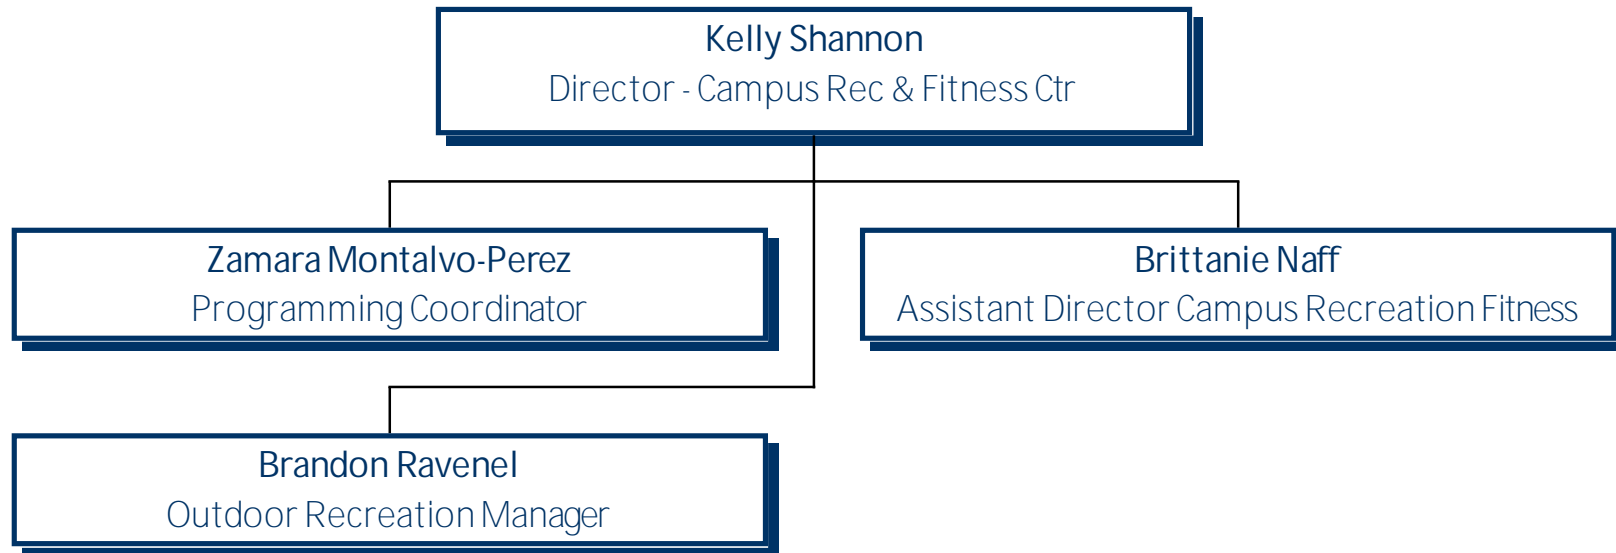 Kelly Shannon
Director - Campus Rec & Fitness Ctr
Zamara Montalvo-Perez
Programming Coordinator
Brittanie Naff
Assistant Director Campus Recreation Fitness
Brandon Ravenel
Outdoor Recreation Manager